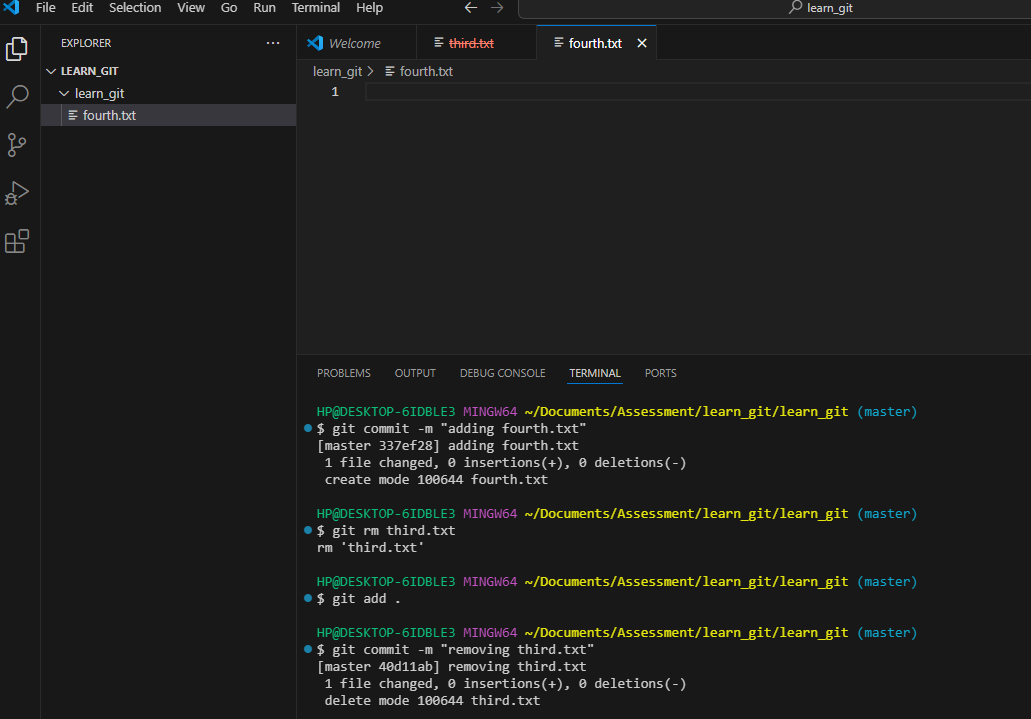 File Edit Selection View Go Run Terminal Help
learn_git
EXPLORER
Welcome
third.txt
fourth.txt
LEARN_GIT
learn_git > fourth.txt
learn_git
1
fourth.txt
PROBLEMS OUTPUT DEBUG CONSOLE TERMINAL PORTS
HP@DESKTOP-6IDBLE3 MINGW64 ~/Documents/Assessment/learn_git/learn_git (master)
$ git commit -m "adding fourth.txt"
[master 337ef28] adding fourth.txt
1 file changed, 0 insertions(+), 0 deletions(-)
create mode 100644 fourth.txt
HP@DESKTOP-6IDBLE3 MINGW64 ~/Documents/Assessment/learn_git/learn_git (master)
$ git rm third.txt
rm 'third.txt'
HP@DESKTOP-6IDBLE3 MINGW64 ~/Documents/Assessment/learn_git/learn_git (master)
$ git add .
HP@DESKTOP-6IDBLE3 MINGW64 ~/Documents/Assessment/learn_git/learn_git (master)
$ git commit -m "removing third.txt"
[master 40d11ab] removing third.txt
1 file changed, 0 insertions(+), 0 deletions(-)
delete mode 100644 third.txt